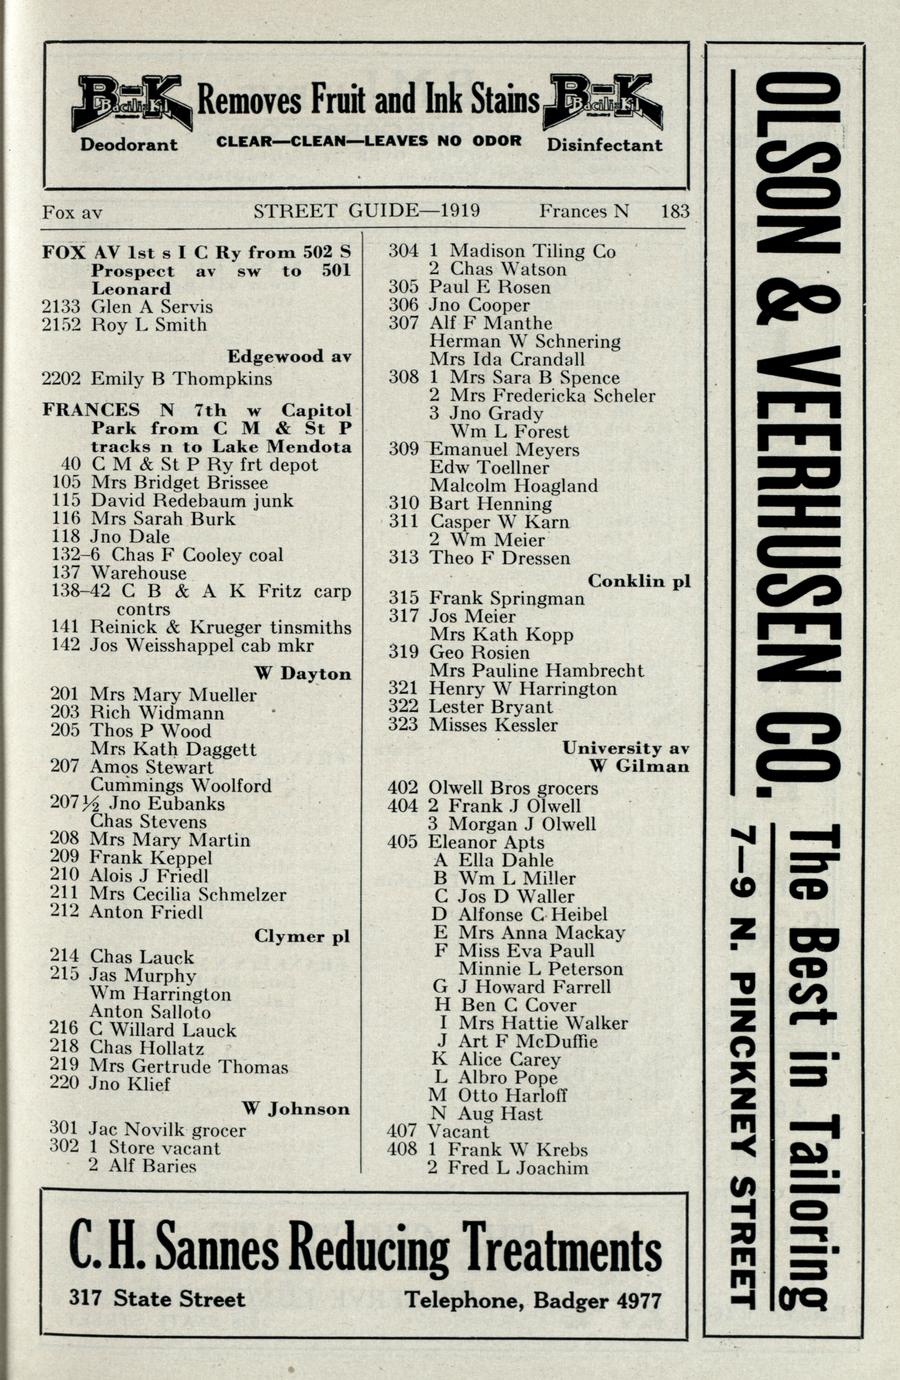 B-K
Bacili-Kil
Deodorant
Removes Fruit and Ink Stains
CLEAR—CLEAN—LEAVES NO ODOR
B-K
Bacili-Kil
Disinfectant
Fox av STREET GUIDE—1919 Frances N 183
FOX AV 1st s I C Ry from 502 S
Prospect av sw to 501
Leonard
2133 Glen A Servis
2152 Roy L Smith
Edgewood av
2202 Emily B Thompkins
FRANCES N 7th w Capitol
Park from C M & St P
tracks n to Lake Mendota
40 C M & St P Ry frt depot
105 Mrs Bridget Brissee
115 David Redebaum junk
116 Mrs Sarah Burk
118 Jno Dale
132-6 Chas F Cooley coal
137 Warehouse
138-42 C B & A K Fritz carp
contrs
141 Reinick & Krueger tinsmiths
142 Jos Weisshappel cab mkr
W Dayton
201 Mrs Mary Mueller
203 Rich Widmann
205 Thos P Wood
Mrs Kath Daggett
207 Amos Stewart
Cummings Woolford
207½ Jno Eubanks
Chas Stevens
208 Mrs Mary Martin
209 Frank Keppel
210 Alois J Friedl
211 Mrs Cecilia Schmelzer
212 Anton Friedl
Clymer pl
214 Chas Lauck
215 Jas Murphy
Wm Harrington
Anton Salloto
216 C Willard Lauck
218 Chas Hollatz
219 Mrs Gertrude Thomas
220 Jno Klief
W Johnson
301 Jac Novilk grocer
302 1 Store vacant
2 Alf Baries
304 1 Madison Tiling Co
2 Chas Watson
305 Paul E Rosen
306 Jno Cooper
307 Alf F Manthe
Herman W Schnering
Mrs Ida Crandall
308 1 Mrs Sara B Spence
2 Mrs Fredericka Scheler
3 Jno Grady
Wm L Forest
309 Emanuel Meyers
Edw Toellner
Malcolm Hoagland
310 Bart Henning
311 Casper W Karn
2 Wm Meier
313 Theo F Dressen
Conklin pl
315 Frank Springman
317 Jos Meier
Mrs Kath Kopp
319 Geo Rosien
Mrs Pauline Hambrecht
321 Henry W Harrington
322 Lester Bryant
323 Misses Kessler
University av
W Gilman
402 Olwell Bros grocers
404 2 Frank J Olwell
3 Morgan J Olwell
405 Eleanor Apts
A Ella Dahle
B Wm L Miller
C Jos D Waller
D Alfonse C Heibel
E Mrs Anna Mackay
F Miss Eva Paull
Minnie L Peterson
G J Howard Farrell
H Ben C Cover
I Mrs Hattie Walker
J Art F McDuffie
K Alice Carey
L Albro Pope
M Otto Harloff
N Aug Hast
407 Vacant
408 1 Frank W Krebs
2 Fred L Joachim
C. H. Sannes Reducing Treatments
317 State Street Telephone, Badger 4977
OLSON & VEERHUSEN CO.
The Best in Tailoring
7-9 N. PINCKNEY STREET